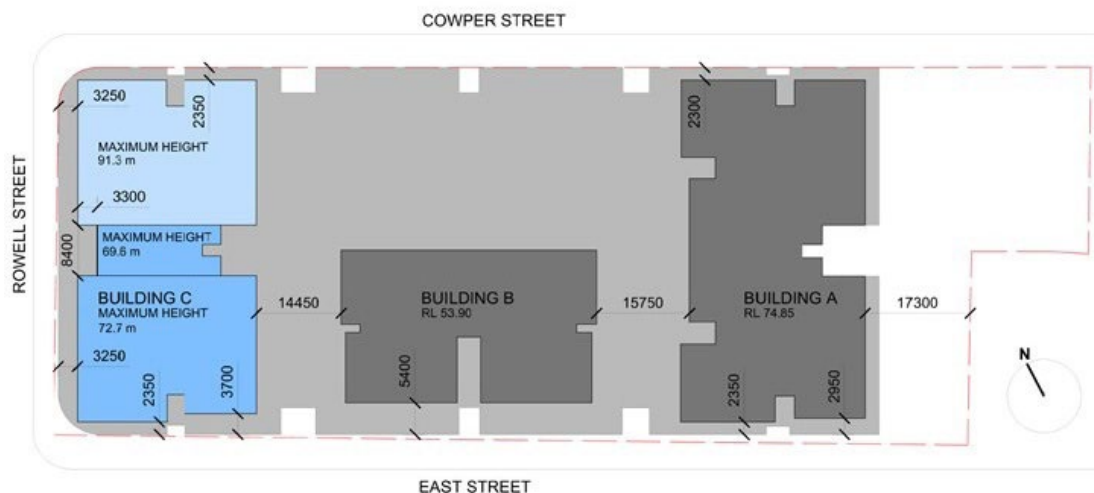 COWPER STREET
3250
2350
2300
MAXIMUM HEIGHT
91.3 m
3300
ROWELL STREET
8400
MAXIMUM HEIGHT
69.6 m
BUILDING C
MAXIMUM HEIGHT
72.7 m
14450
BUILDING B
RL 53.90
15750
BUILDING A
RL 74.85
17300
3250
2350
3700
5400
2350
2950
N
EAST STREET